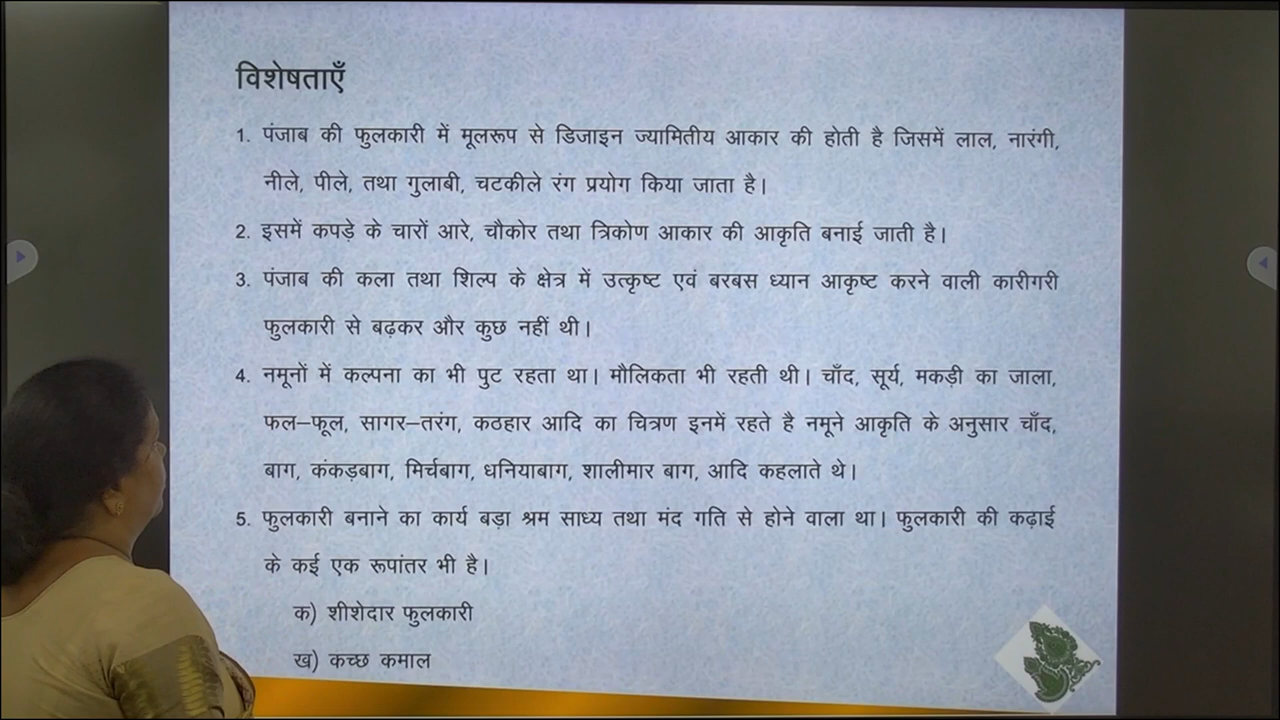 विशेषताएँ
1. पंजाब की फुलकारी में मूलरूप से डिजाइन ज्यामितीय आकार की होती है जिसमें लाल, नारंगी,
नीले, पीले, तथा गुलाबी, चटकीले रंग प्रयोग किया जाता है।
2. इसमें कपड़े के चारों आरे, चौकोर तथा त्रिकोण आकार की आकृति बनाई जाती है।
3. पंजाब की कला तथा शिल्प के क्षेत्र में उत्कृष्ट एवं बरबस ध्यान आकृष्ट करने वाली कारीगरी
फुलकारी से बढ़कर और कुछ नहीं थी।
4. नमूनों में कल्पना का भी पुट रहता था। मौलिकता भी रहती थी। चाँद, सूर्य, मकड़ी का जाला,
फल–फूल, सागर–तरंग, कठहार आदि का चित्रण इनमें रहते है नमूने आकृति के अनुसार चाँद,
बाग, कंकड़बाग, मिर्चबाग, धनियाबाग, शालीमार बाग, आदि कहलाते थे।
5. फुलकारी बनाने का कार्य बड़ा श्रम साध्य तथा मंद गति से होने वाला था। फुलकारी की कढ़ाई
के कई एक रूपांतर भी है।
क) शीशेदार फुलकारी
ख) कच्छ कमाल